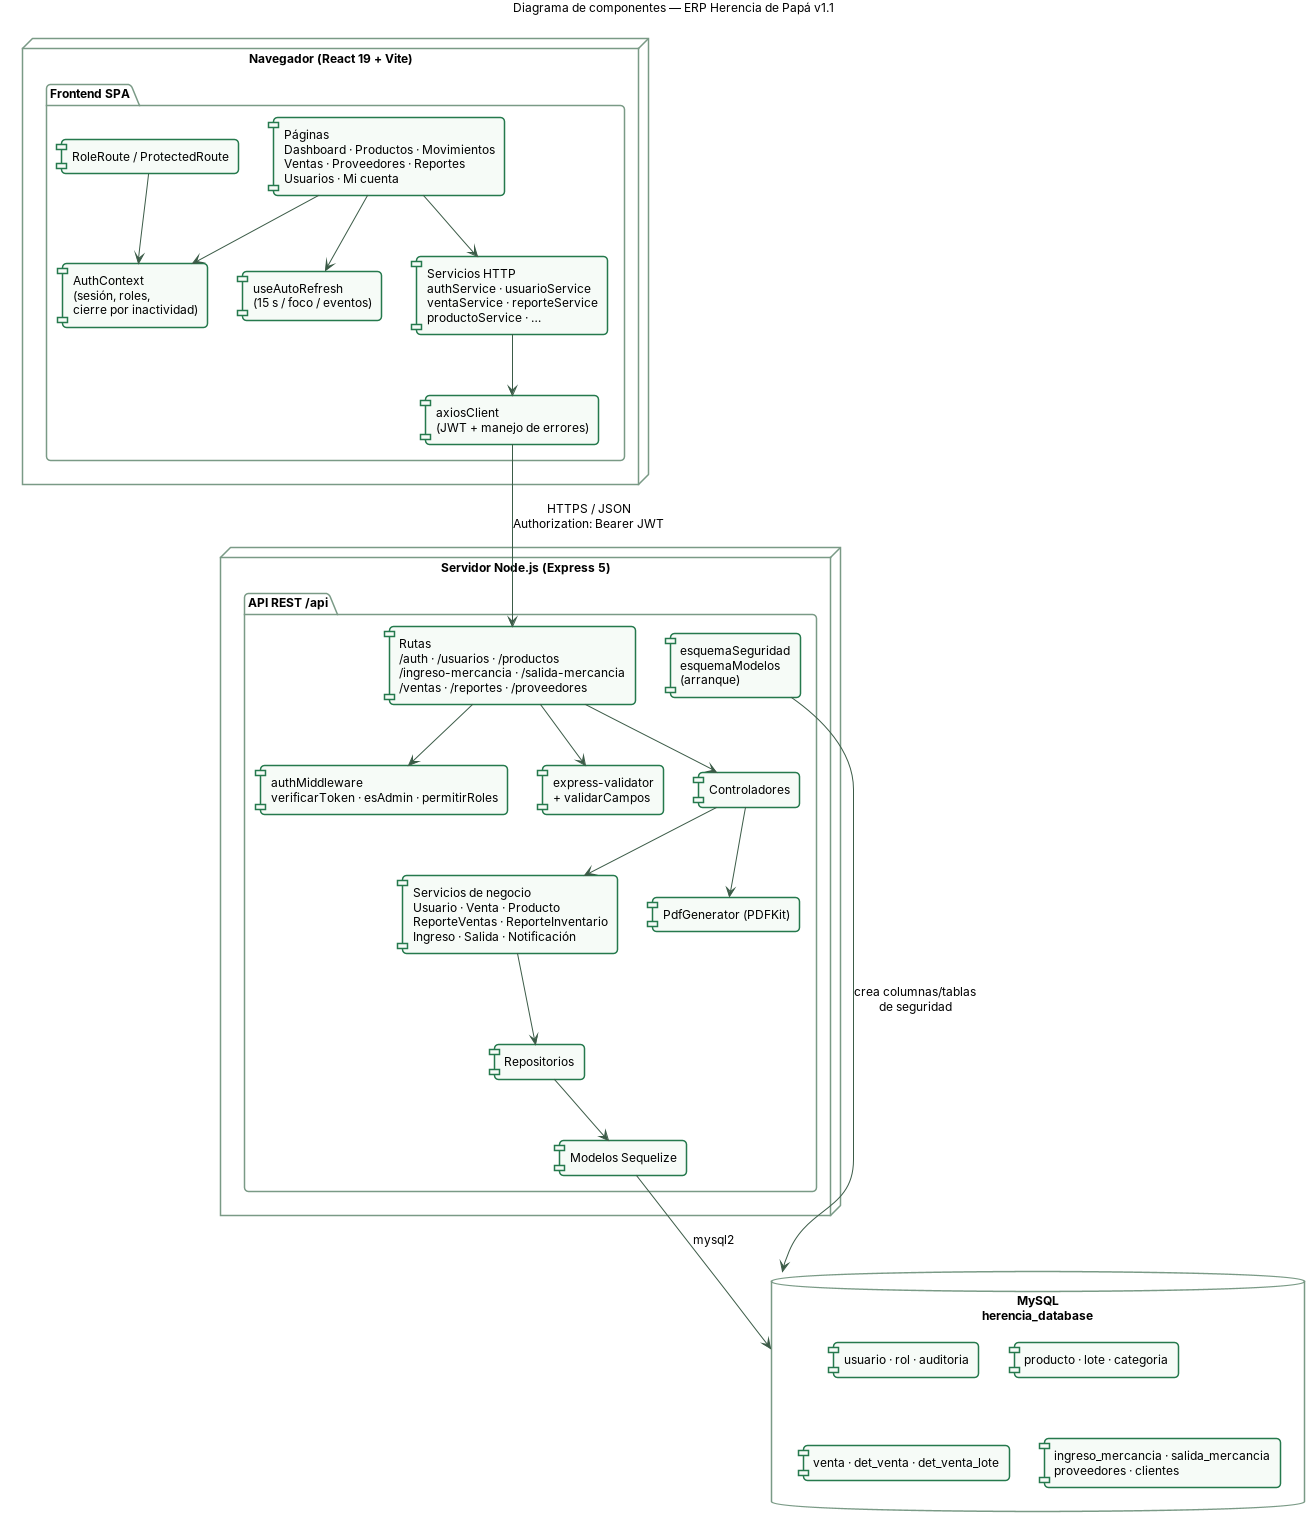 Diagrama de componentes — ERP Herencia de Papá v1.1
Navegador (React 19 + Vite)
Frontend SPA
RoleRoute / ProtectedRoute
Páginas
Dashboard · Productos · Movimientos
Ventas · Proveedores · Reportes
Usuarios · Mi cuenta
AuthContext
(sesión, roles,
cierre por inactividad)
useAutoRefresh
(15 s / foco / eventos)
Servicios HTTP
authService · usuarioService
ventaService · reporteService
productoService · ...
axiosClient
(JWT + manejo de errores)
HTTPS / JSON
Authorization: Bearer JWT
Servidor Node.js (Express 5)
API REST /api
Rutas
/auth · /usuarios · /productos
/ingreso-mercancia · /salida-mercancia
/ventas · /reportes · /proveedores
esquemaSeguridad
esquemaModelos
(arranque)
authMiddleware
verificarToken · esAdmin · permitirRoles
express-validator
+ validarCampos
Controladores
Servicios de negocio
Usuario · Venta · Producto
ReporteVentas · ReporteInventario
Ingreso · Salida · Notificación
PdfGenerator (PDFKit)
crea columnas/tablas
de seguridad
Repositorios
Modelos Sequelize
mysql2
MySQL
herencia_database
usuario · rol · auditoria
producto · lote · categoria
venta · det_venta · det_venta_lote
ingreso_mercancia · salida_mercancia
proveedores · clientes